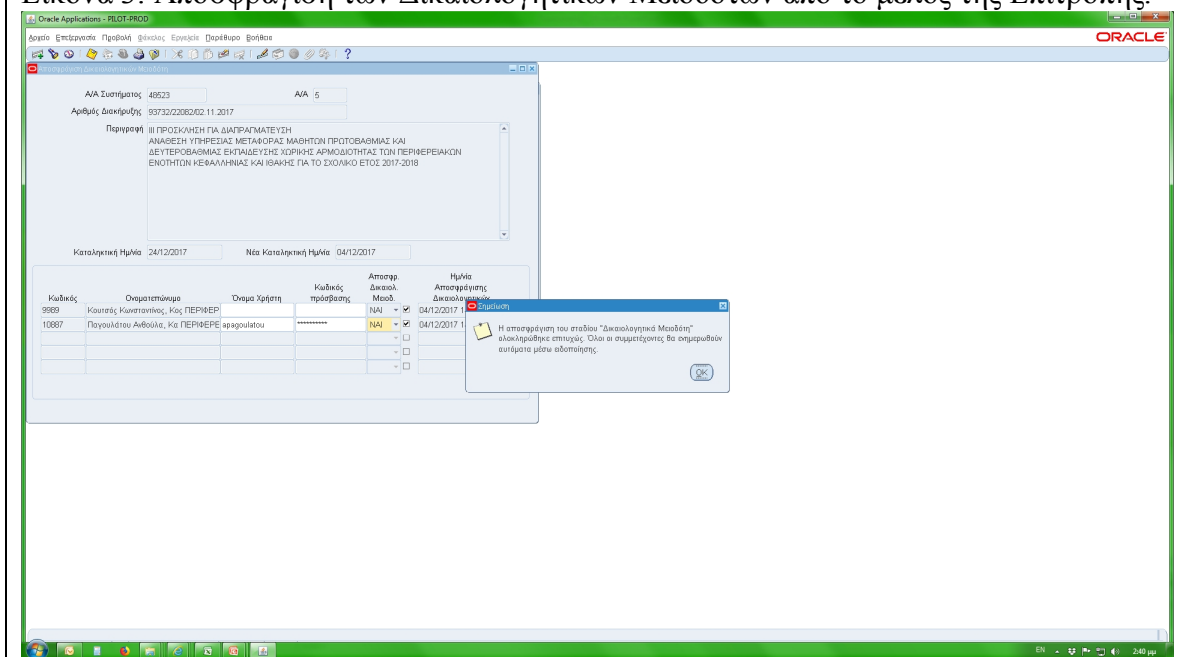 Εικόνα 5: Αποσφράγιση των Δικαιολογητικών Μειοδοτών από το μέλος της Επιτροπής.
Oracle Applications - PILOT-PROD
Αρχείο Επεξεργασία Προβολή Φάκελος Εργαλεία Παράθυρο Βοήθεια
ORACLE
Αποσφράγιση Δικαιολογητικών Μειοδότη
Α/Α Συστήματος 48523 Α/Α 5
Αριθμός Διακήρυξης 93732/22082/02.11.2017
Περιγραφή ΙΙΙ ΠΡΟΣΚΛΗΣΗ ΓΙΑ ΔΙΑΠΡΑΓΜΑΤΕΥΣΗ
ΑΝΑΘΕΣΗ ΥΠΗΡΕΣΙΑΣ ΜΕΤΑΦΟΡΑΣ ΜΑΘΗΤΩΝ ΠΡΩΤΟΒΑΘΜΙΑΣ ΚΑΙ
ΔΕΥΤΕΡΟΒΑΘΜΙΑΣ ΕΚΠΑΙΔΕΥΣΗΣ ΧΩΡΙΚΗΣ ΑΡΜΟΔΙΟΤΗΤΑΣ ΤΩΝ ΠΕΡΙΦΕΡΕΙΑΚΩΝ
ΕΝΟΤΗΤΩΝ ΚΕΦΑΛΛΗΝΙΑΣ ΚΑΙ ΙΘΑΚΗΣ ΓΙΑ ΤΟ ΣΧΟΛΙΚΟ ΕΤΟΣ 2017-2018
Καταληκτική Ημ/νία 24/12/2017 Νέα Καταληκτική Ημ/νία 04/12/2017
Κωδικός Ονοματεπώνυμο Όνομα Χρήστη Κωδικός πρόσβασης Αποσφρ. Δικαιολ. Μειοδ. Ημ/νία Αποσφράγισης Δικαιολογητικών
9989 Κουτσός Κωνσταντίνος, Κος ΠΕΡΙΦΕΡ ΝΑΙ 04/12/2017 1
10887 Παγουλάτου Ανθούλα, Κα ΠΕΡΙΦΕΡΕ apagoulatou ********** ΝΑΙ 04/12/2017 1
Σημείωση
Η αποσφράγιση του σταδίου "Δικαιολογητικά Μειοδότη"
ολοκληρώθηκε επιτυχώς. Όλοι οι συμμετέχοντες θα ενημερωθούν
αυτόματα μέσω ειδοποίησης.
OK
EN 2:40 μμ